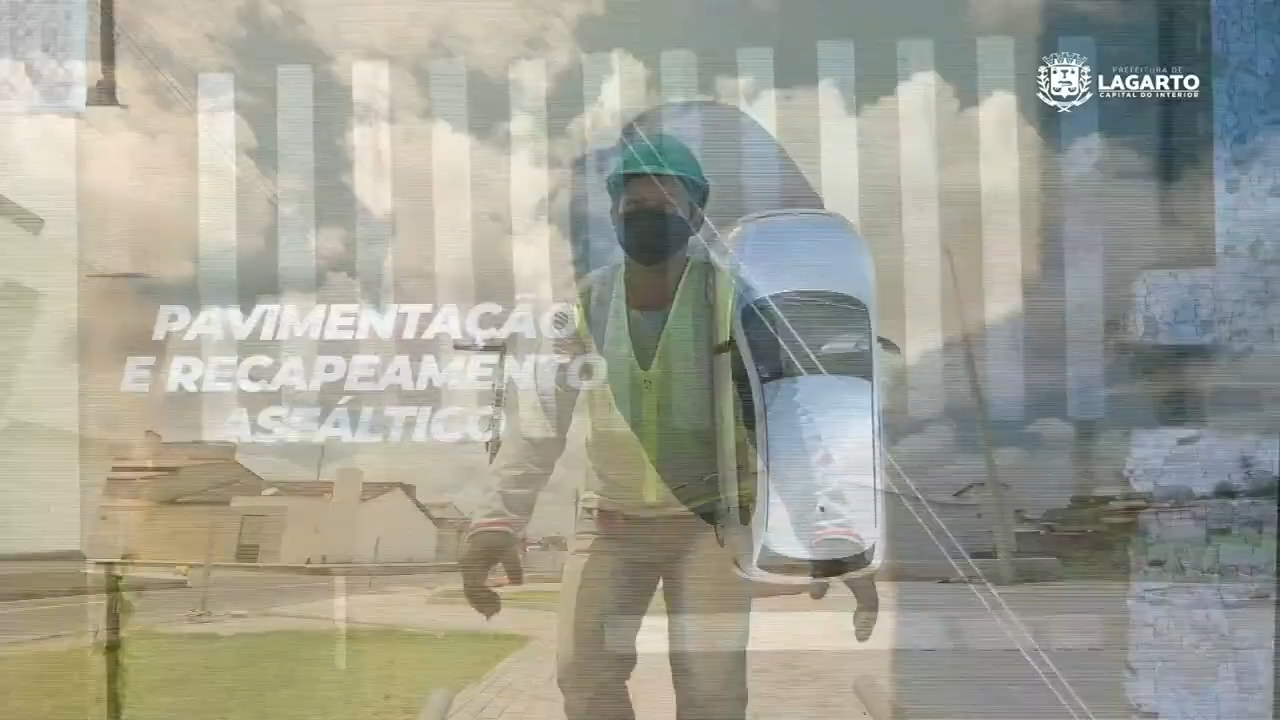 PREFEITURA DE
LAGARTO
CAPITAL DO INTERIOR
PAVIMENTAÇÃO
E RECAPEAMENTO
ASFÁLTICO